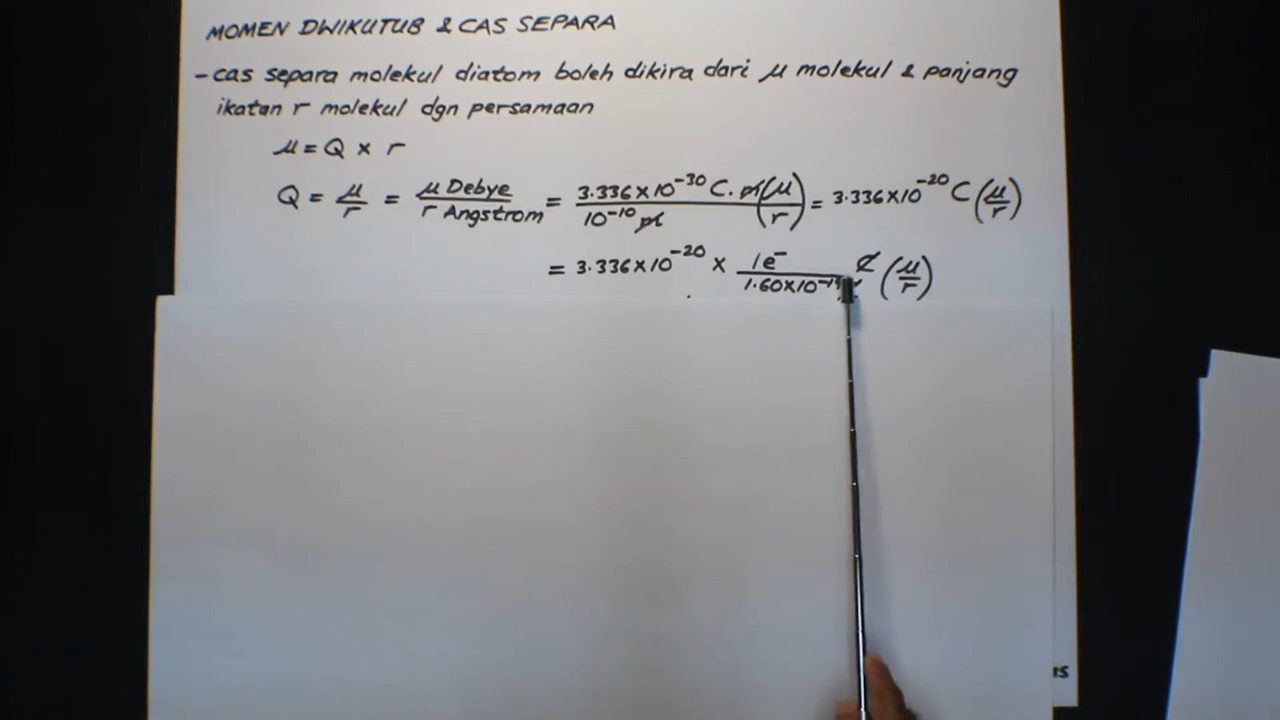 MOMEN DWIKUTUB & CAS SEPARA
- cas separa molekul diatom boleh dikira dari μ molekul & panjang
ikatan r molekul dgn persamaan
μ = Q × r
Q = μ/r = μ Debye / r Angstrom = 3.336×10⁻³⁰ C. m(μ) / 10⁻¹⁰ m (r) = 3.336×10⁻²⁰ C (μ/r)
= 3.336×10⁻²⁰ × 1e⁻ / 1.60×10⁻¹⁹ C (μ/r)